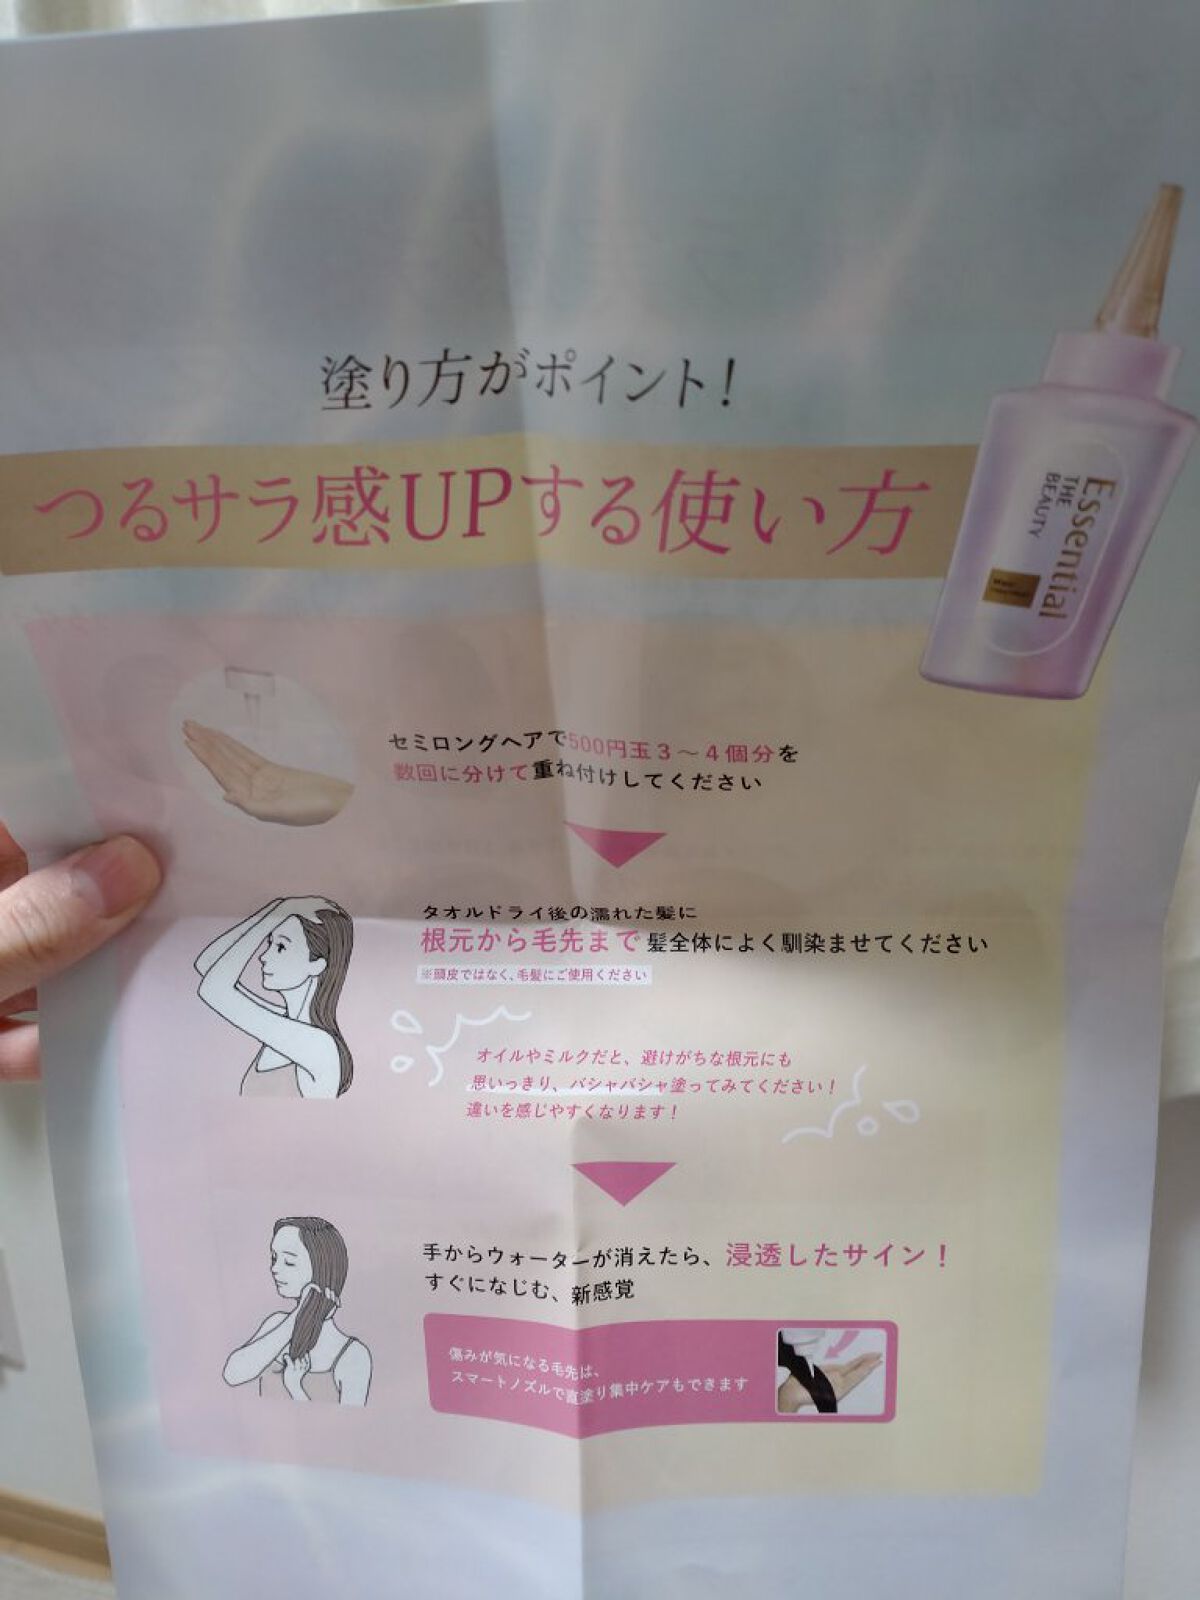 塗り方がポイント!
つるサラ感UPする使い方
Essential
THE
BEAUTY
セミロングヘアで500円玉３～４個分を
数回に分けて重ね付けしてください
タオルドライ後の濡れた髪に
根元から毛先まで 髪全体によく馴染ませてください
※頭皮ではなく、毛髪にご使用ください
オイルやミルクだと、避けがちな根元にも
思いっきり、バシャバシャ塗ってみてください!
違いを感じやすくなります!
手からウォーターが消えたら、浸透したサイン!
すぐになじむ、新感覚
傷みが気になる毛先は、
スマートノズルで直塗り集中ケアもできます